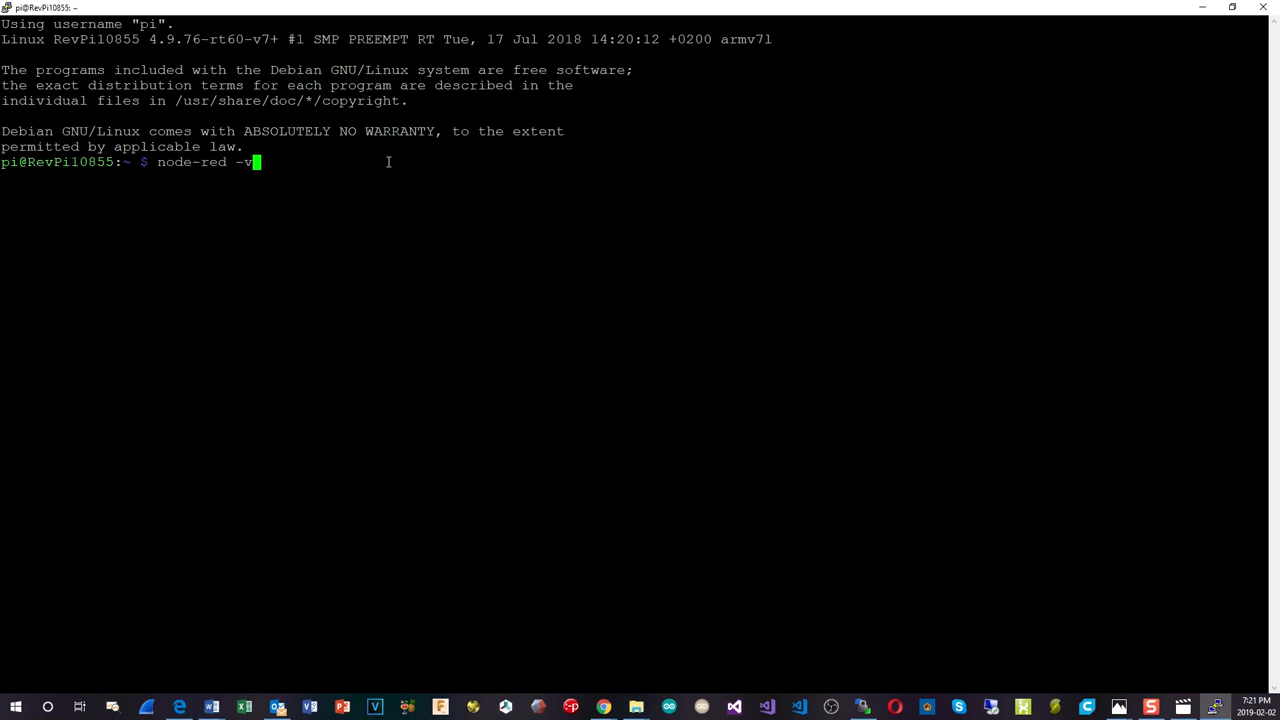 pi@RevPi10855: ~
Using username "pi".
Linux RevPi10855 4.9.76-rt60-v7+ #1 SMP PREEMPT RT Tue, 17 Jul 2018 14:20:12 +0200 armv7l
The programs included with the Debian GNU/Linux system are free software;
the exact distribution terms for each program are described in the
individual files in /usr/share/doc/*/copyright.
Debian GNU/Linux comes with ABSOLUTELY NO WARRANTY, to the extent
permitted by applicable law.
pi@RevPi10855:~ $ node-red -v
7:21 PM
2019-02-02